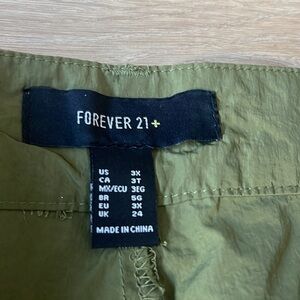 FOREVER 21+
US 3X
CA 3T
MX/ECU 3EG
BR 5G
EU 3X
UK 24
MADE IN CHINA